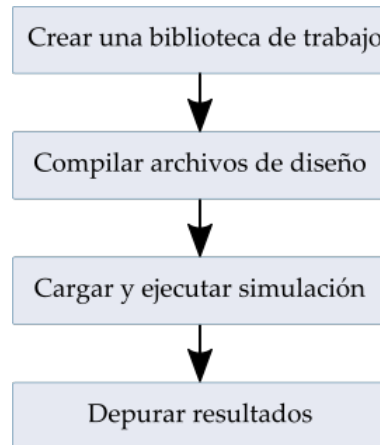 Crear una biblioteca de trabajo
Compilar archivos de diseño
Cargar y ejecutar simulación
Depurar resultados